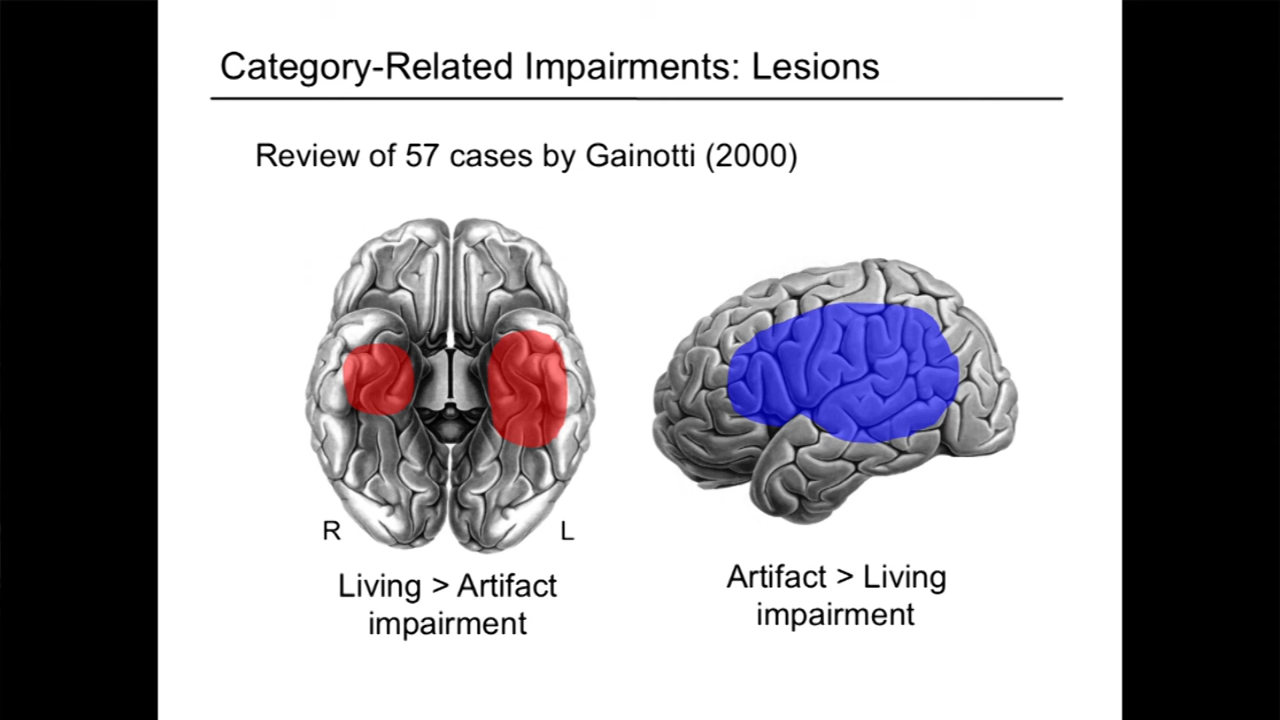 Category-Related Impairments: Lesions
Review of 57 cases by Gainotti (2000)
R
L
Living > Artifact
impairment
Artifact > Living
impairment